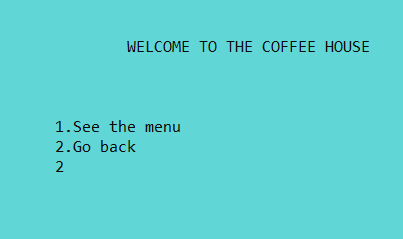 WELCOME TO THE COFFEE HOUSE
1.See the menu
2.Go back
2